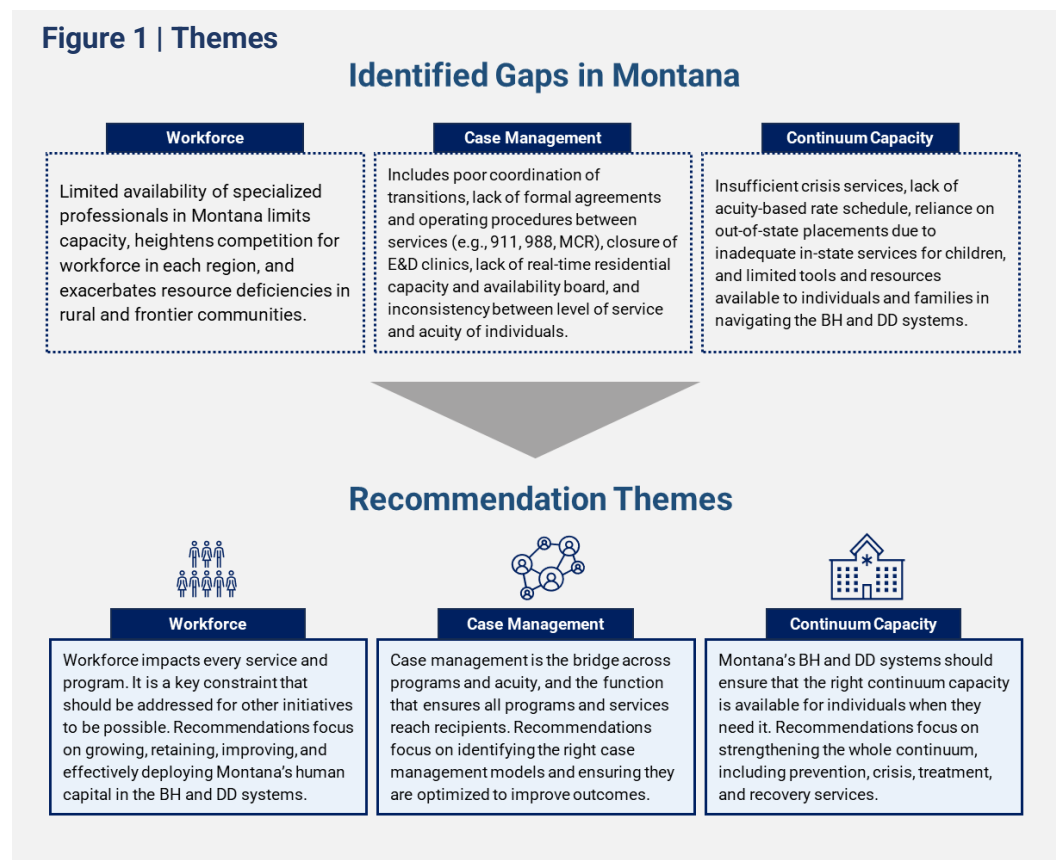 Figure 1 | Themes
Identified Gaps in Montana
Workforce
Limited availability of specialized
professionals in Montana limits
capacity, heightens competition for
workforce in each region, and
exacerbates resource deficiencies in
rural and frontier communities.
Case Management
Includes poor coordination of
transitions, lack of formal agreements
and operating procedures between
services (e.g., 911, 988, MCR), closure of
E&D clinics, lack of real-time residential
capacity and availability board, and
inconsistency between level of service
and acuity of individuals.
Continuum Capacity
Insufficient crisis services, lack of
acuity-based rate schedule, reliance on
out-of-state placements due to
inadequate in-state services for children,
and limited tools and resources
available to individuals and families in
navigating the BH and DD systems.
Recommendation Themes
Workforce
Workforce impacts every service and
program. It is a key constraint that
should be addressed for other initiatives
to be possible. Recommendations focus
on growing, retaining, improving, and
effectively deploying Montana's human
capital in the BH and DD systems.
Case Management
Case management is the bridge across
programs and acuity, and the function
that ensures all programs and services
reach recipients. Recommendations
focus on identifying the right case
management models and ensuring they
are optimized to improve outcomes.
Continuum Capacity
Montana's BH and DD systems should
ensure that the right continuum capacity
is available for individuals when they
need it. Recommendations focus on
strengthening the whole continuum,
including prevention, crisis, treatment,
and recovery services.